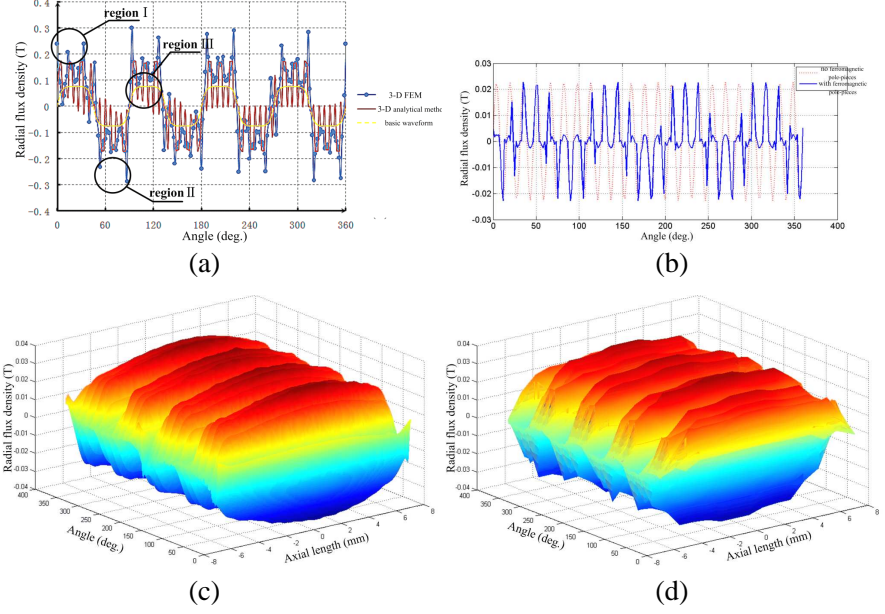 region Ⅰ
region Ⅲ
region Ⅱ
Radial flux density (T)
0.4
0.3
0.2
0.1
0
-0.1
-0.2
-0.3
-0.4
0 60 120 180 240 300 360
Angle (deg.)
3-D FEM
3-D analytical metho
basic waveform
(a)
Radial flux density (T)
0.03
0.02
0.01
0
-0.01
-0.02
-0.03
0 50 100 150 200 250 300 350 400
Angle (deg.)
no ferromagnetic
pole-pieces
with ferromagnetic
pole-pieces
(b)
Radial flux density (T)
0.04
0.03
0.02
0.01
0
-0.01
-0.02
-0.03
-0.04
400 350 300 250 200 150 100 50 0
Angle (deg.)
-8 -6 -4 -2 0 2 4 6 8
Axial length (mm)
(c)
Radial flux density (T)
0.04
0.03
0.02
0.01
0
-0.01
-0.02
-0.03
-0.04
400 350 300 250 200 150 100 50 0
Angle (deg.)
-8 -6 -4 -2 0 2 4 6 8
Axial length (mm)
(d)